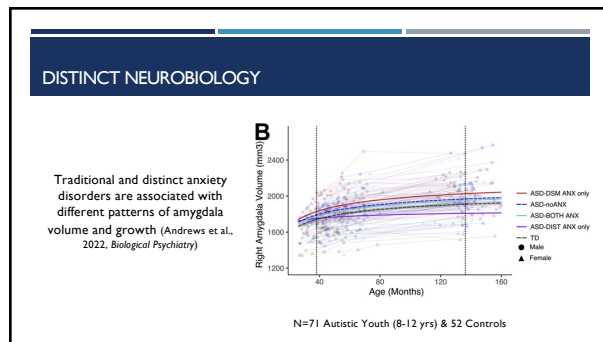 DISTINCT NEUROBIOLOGY
Traditional and distinct anxiety
disorders are associated with
different patterns of amygdala
volume and growth (Andrews et al.,
2022, Biological Psychiatry)
B
Right Amygdala Volume (mm3)
2400
2000
1600
1200
40
80
120
160
Age (Months)
ASD-DSM ANX only
ASD-noANX
ASD-BOTH ANX
ASD-DIST ANX only
TD
Male
Female
N=71 Autistic Youth (8-12 yrs) & 52 Controls